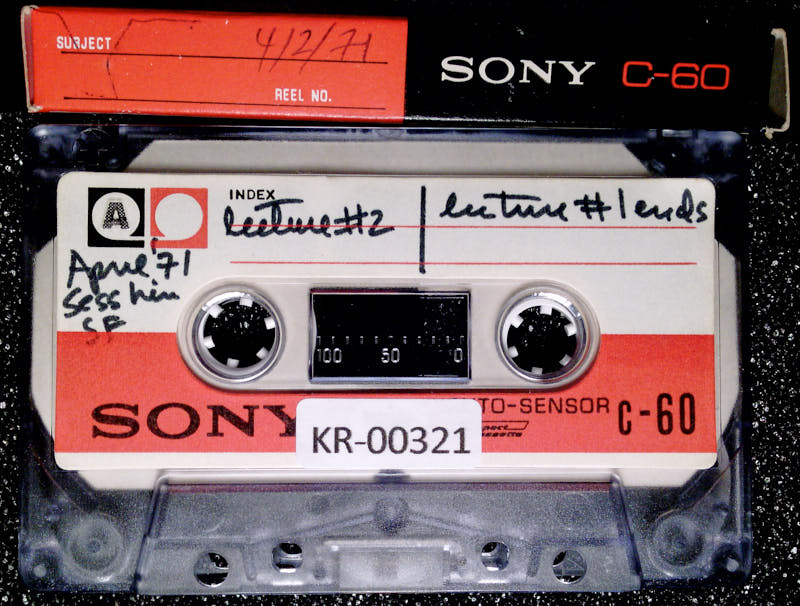 SUBJECT
4/2/71
REEL NO.
SONY C-60
A
INDEX
Lecture #2 | Lecture #1 ends
April '71
Sesshin
SF
100 50 0
SONY
TO-SENSOR C-60
KR-00321